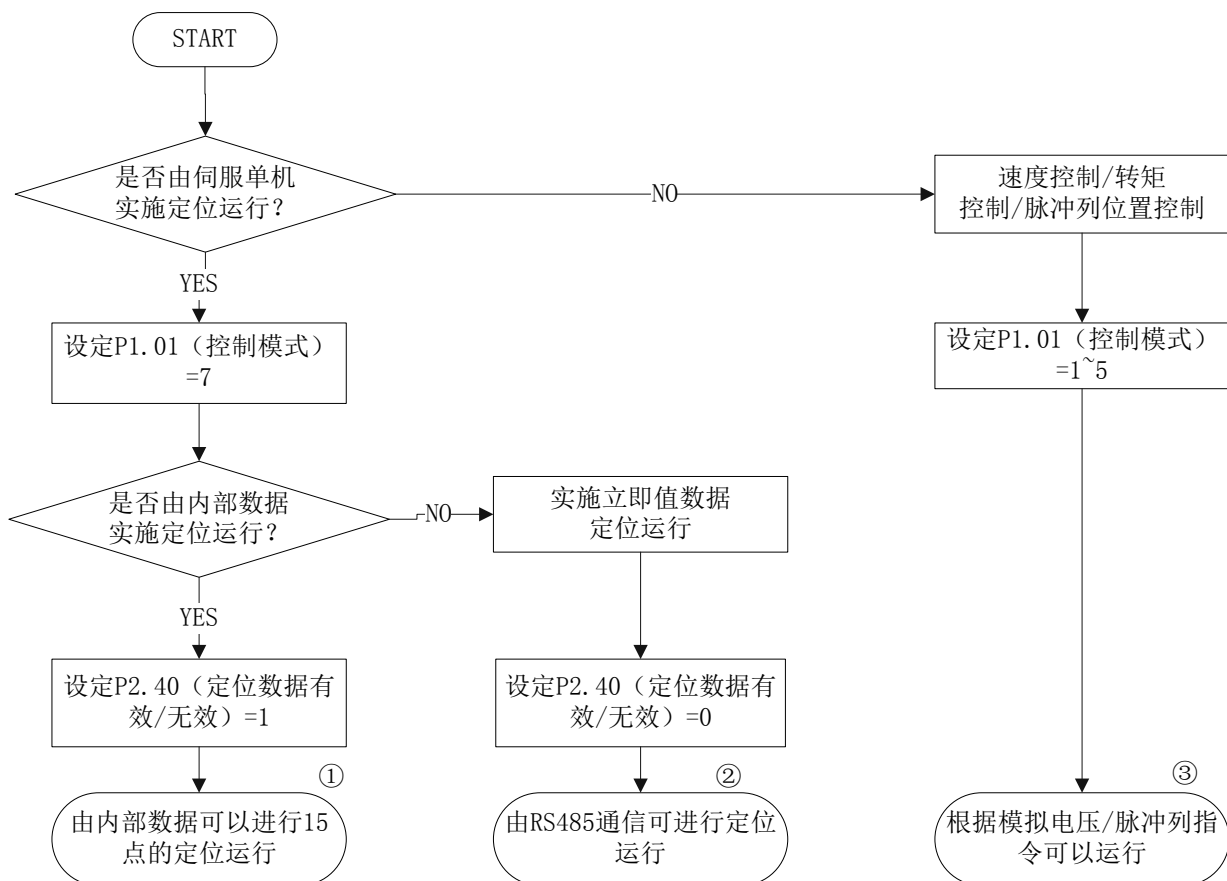 START
是否由伺服单机
实施定位运行？
NO
速度控制/转矩
控制/脉冲列位置控制
YES
设定P1.01（控制模式）
=7
设定P1.01（控制模式）
=1~5
是否由内部数据
实施定位运行？
NO
实施立即值数据
定位运行
YES
设定P2.40（定位数据有
效/无效）=1
设定P2.40（定位数据有
效/无效）=0
①
②
③
由内部数据可以进行15
点的定位运行
由RS485通信可进行定位
运行
根据模拟电压/脉冲列指
令可以运行